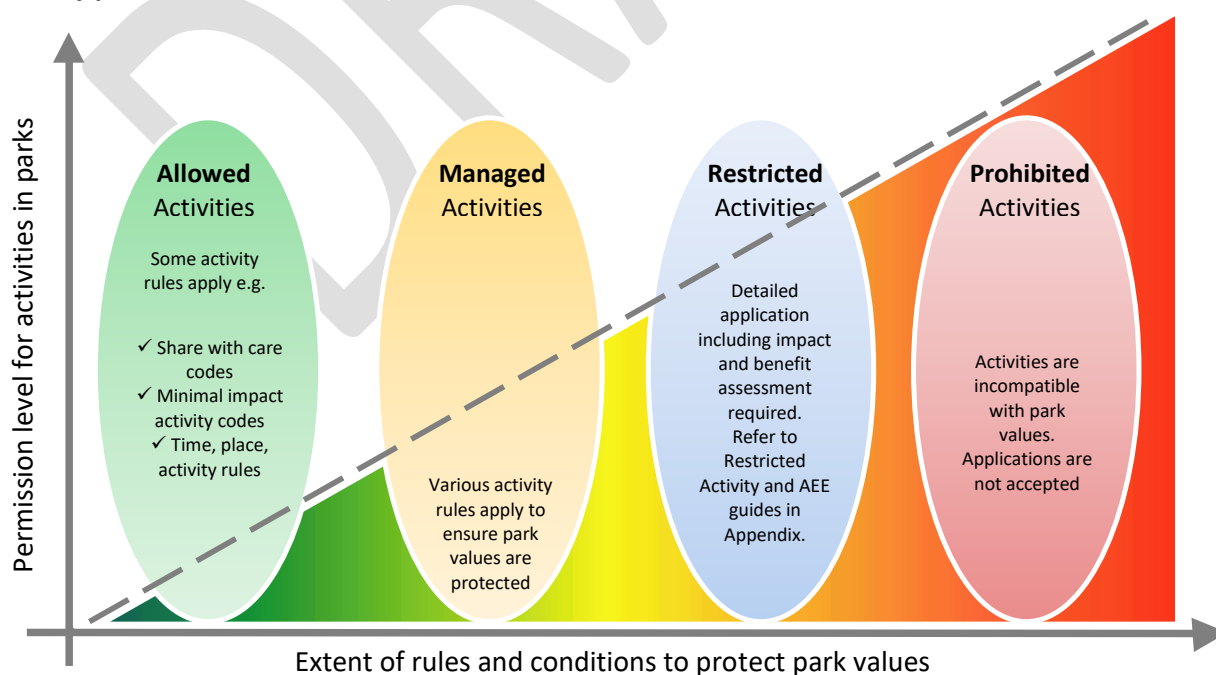 Permission level for activities in parks
Allowed
Activities
Some activity
rules apply e.g.
✓ Share with care
codes
✓ Minimal impact
activity codes
✓ Time, place,
activity rules
Managed
Activities
Various activity
rules apply to
ensure park
values are
protected
Restricted
Activities
Detailed
application
including impact
and benefit
assessment
required.
Refer to
Restricted
Activity and AEE
guides in
Appendix.
Prohibited
Activities
Activities are
incompatible
with park
values.
Applications are
not accepted
Extent of rules and conditions to protect park values